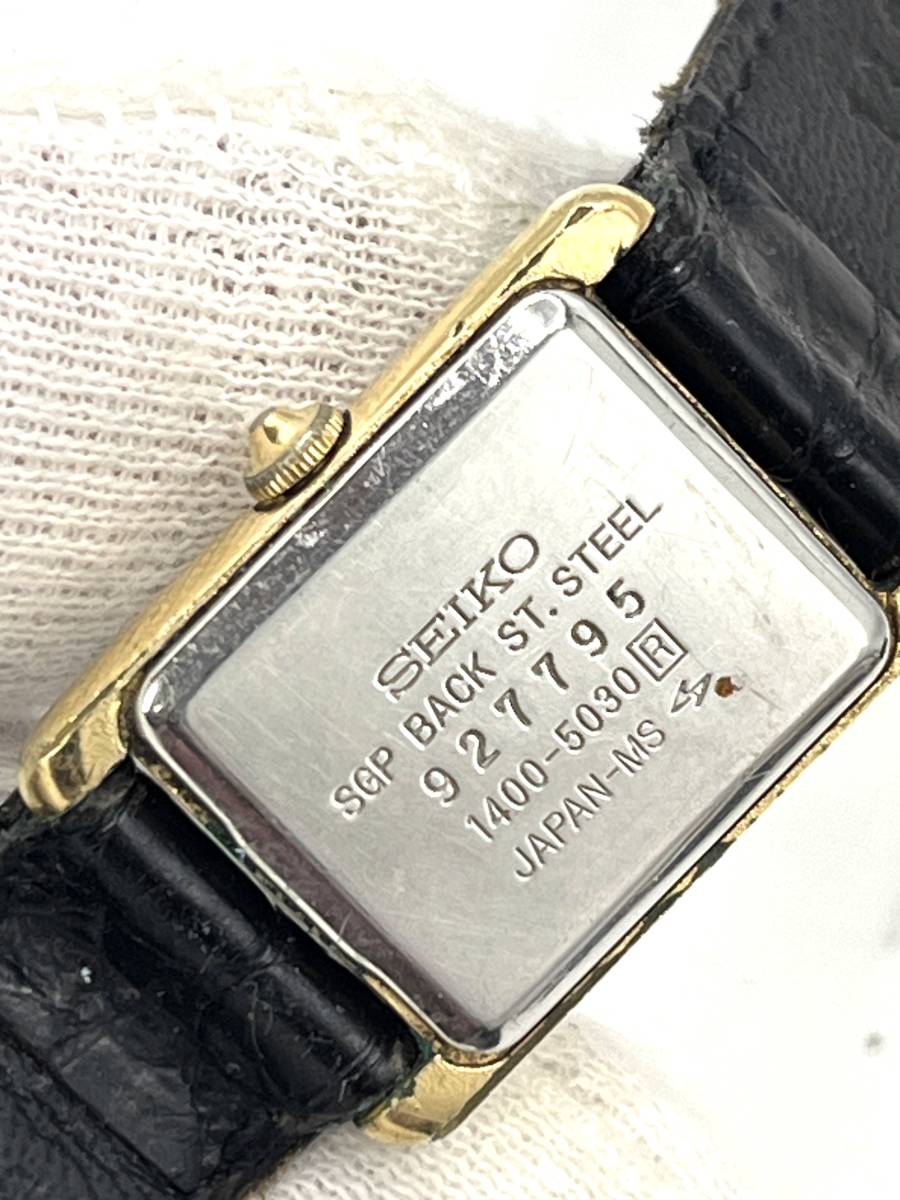 SEIKO
SGP BACK ST. STEEL
927795
1400-5030 R
JAPAN-MS